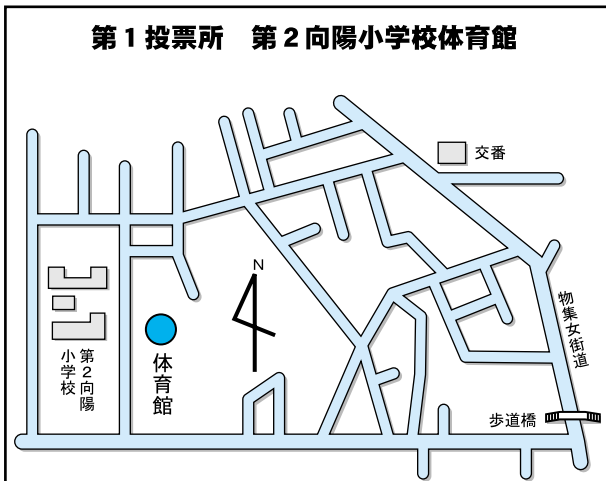 第1投票所　第2向陽小学校体育館
交番
N
物集女街道
第2向陽
小学校
体育館
歩道橋